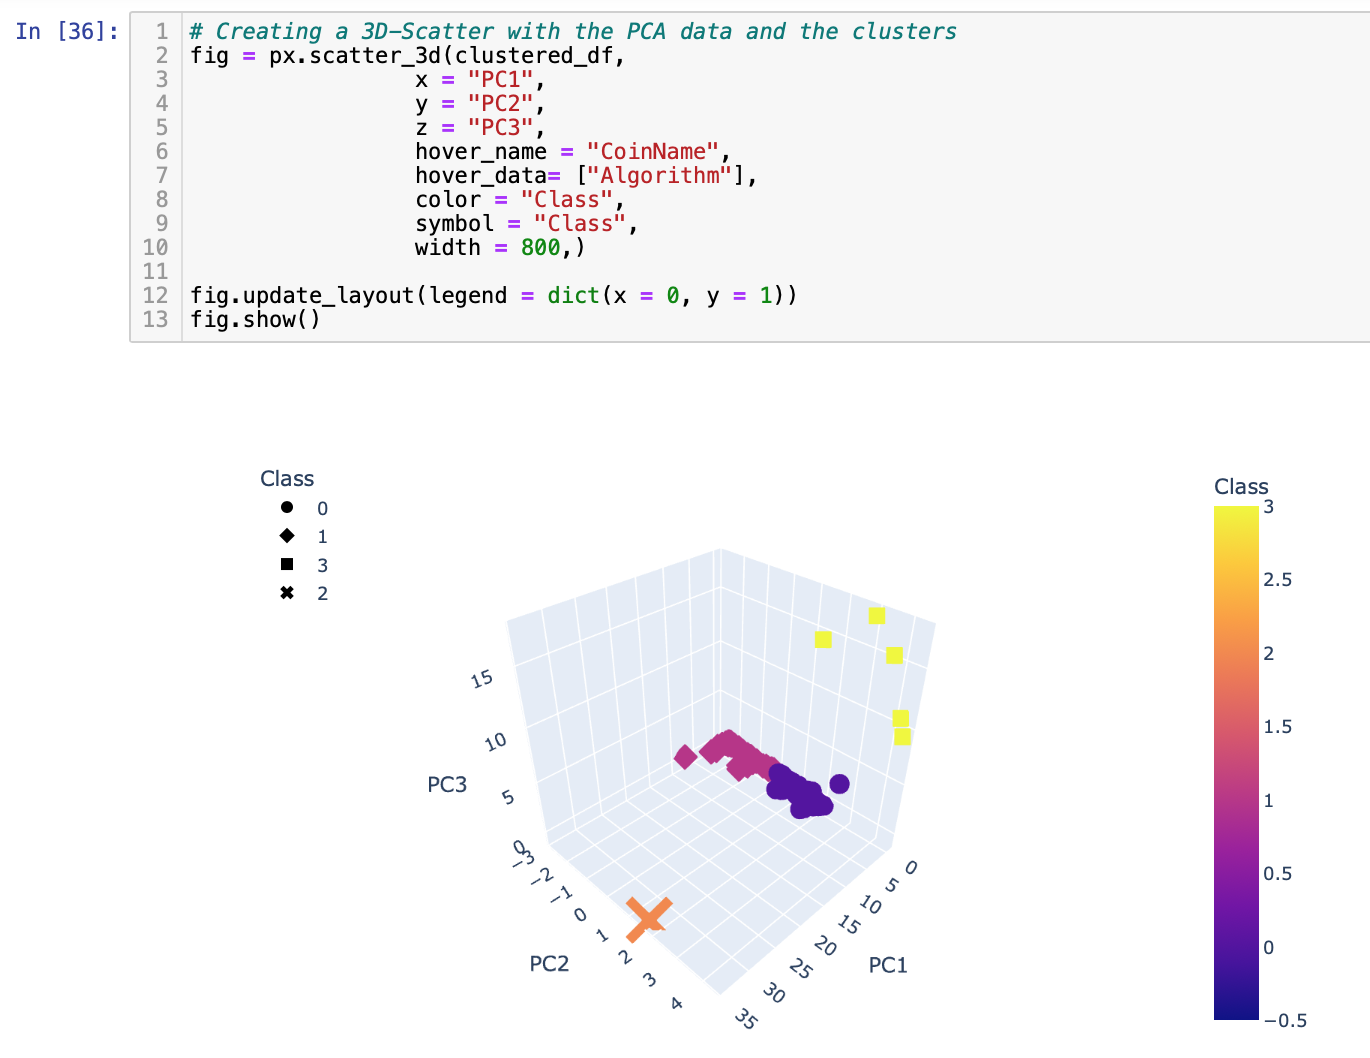 In [36]:
1 # Creating a 3D-Scatter with the PCA data and the clusters
2 fig = px.scatter_3d(clustered_df,
3 x = "PC1",
4 y = "PC2",
5 z = "PC3",
6 hover_name = "CoinName",
7 hover_data= ["Algorithm"],
8 color = "Class",
9 symbol = "Class",
10 width = 800,)
11
12 fig.update_layout(legend = dict(x = 0, y = 1))
13 fig.show()
Class
0
1
3
2
15
10
5
0
PC3
−3
−2
−1
0
1
2
3
4
PC2
0
5
10
15
20
25
30
35
PC1
Class
3
2.5
2
1.5
1
0.5
0
−0.5